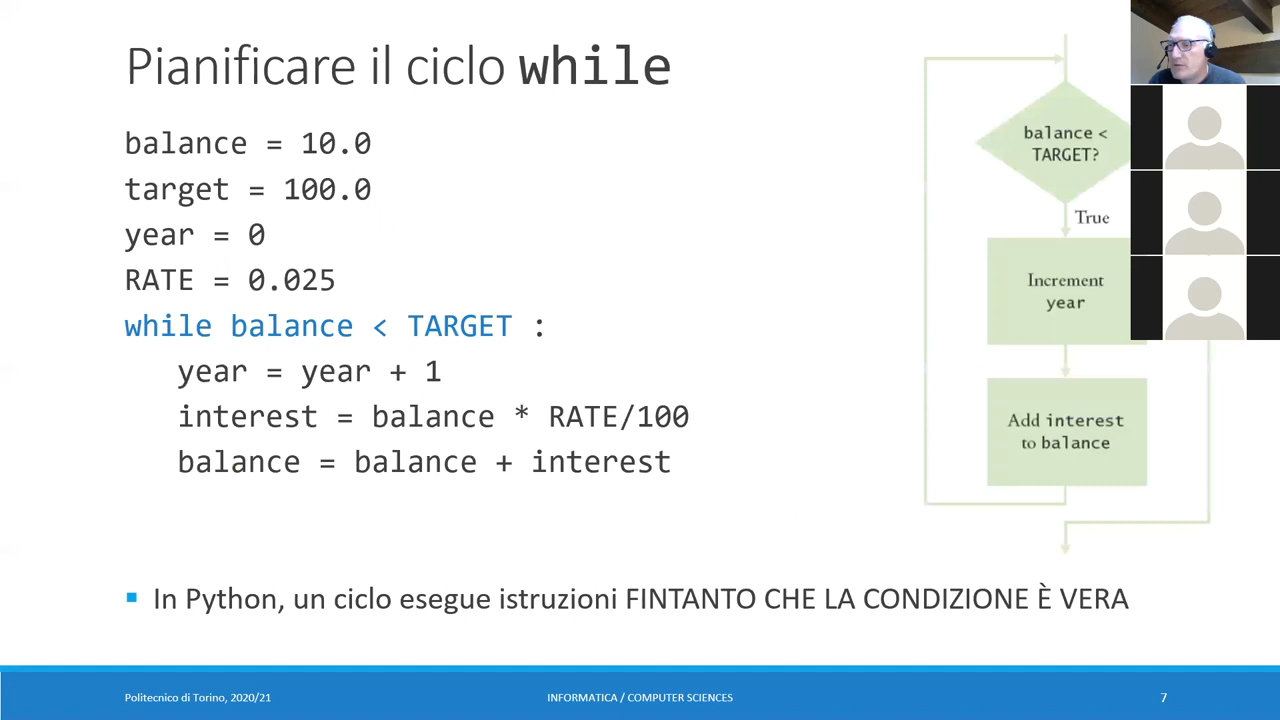 Pianificare il ciclo while
balance = 10.0
target = 100.0
year = 0
RATE = 0.025
while balance < TARGET :
year = year + 1
interest = balance * RATE/100
balance = balance + interest
balance <
TARGET?
True
Increment
year
Add interest
to balance
In Python, un ciclo esegue istruzioni FINTANTO CHE LA CONDIZIONE È VERA
Politecnico di Torino, 2020/21
INFORMATICA / COMPUTER SCIENCES
7